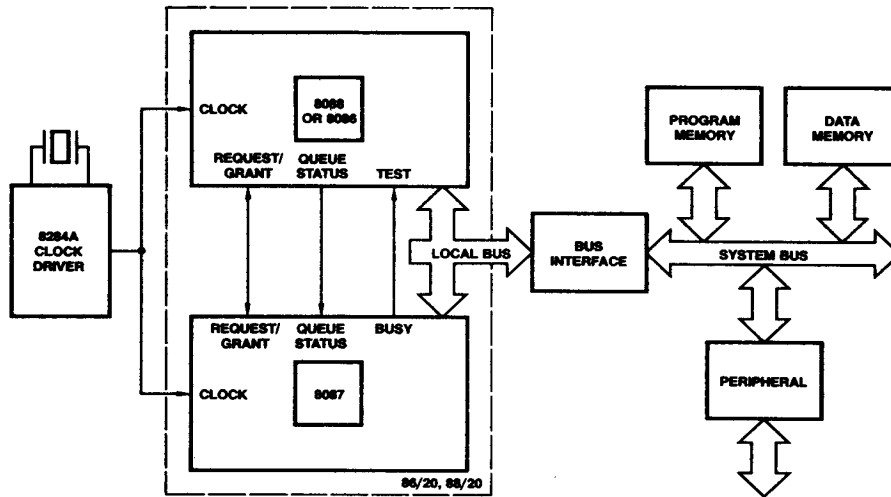 8284A
CLOCK
DRIVER
CLOCK
8088
OR 8086
REQUEST/
GRANT
QUEUE
STATUS
TEST
LOCAL BUS
REQUEST/
GRANT
QUEUE
STATUS
BUSY
CLOCK
8087
86/20, 88/20
BUS
INTERFACE
PROGRAM
MEMORY
DATA
MEMORY
SYSTEM BUS
PERIPHERAL